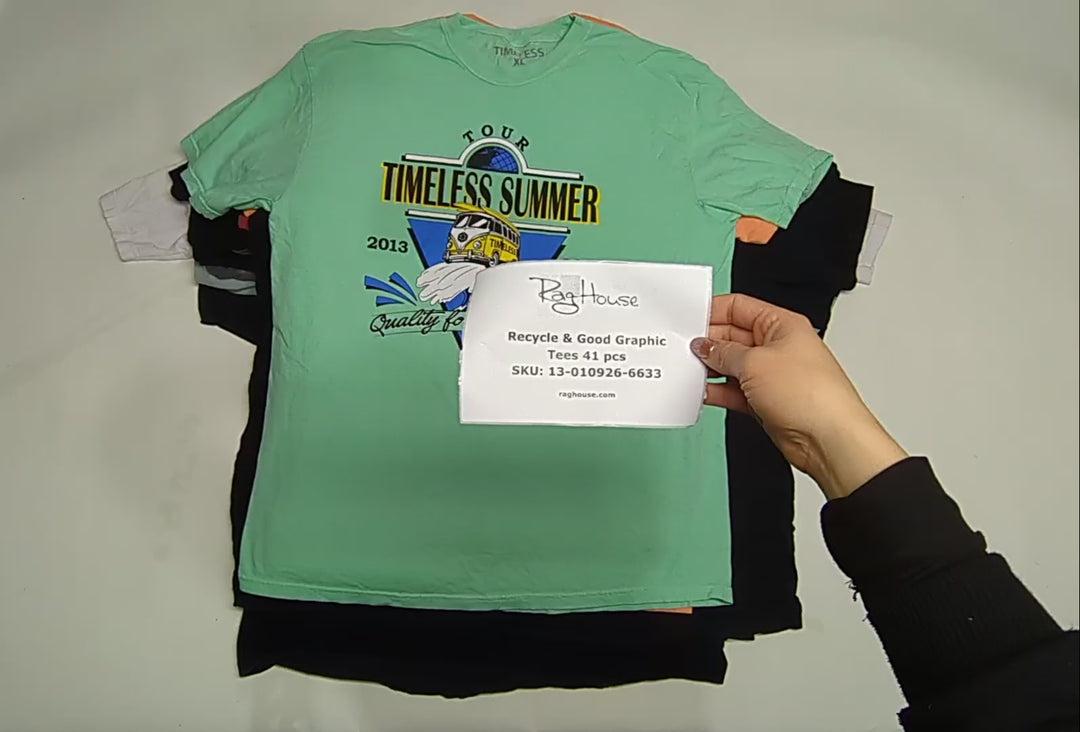 TIMELESS
XL
TOUR
TIMELESS SUMMER
2013
TIMELESS
Quality fo
RagHouse
Recycle & Good Graphic
Tees 41 pcs
SKU: 13-010926-6633
raghouse.com